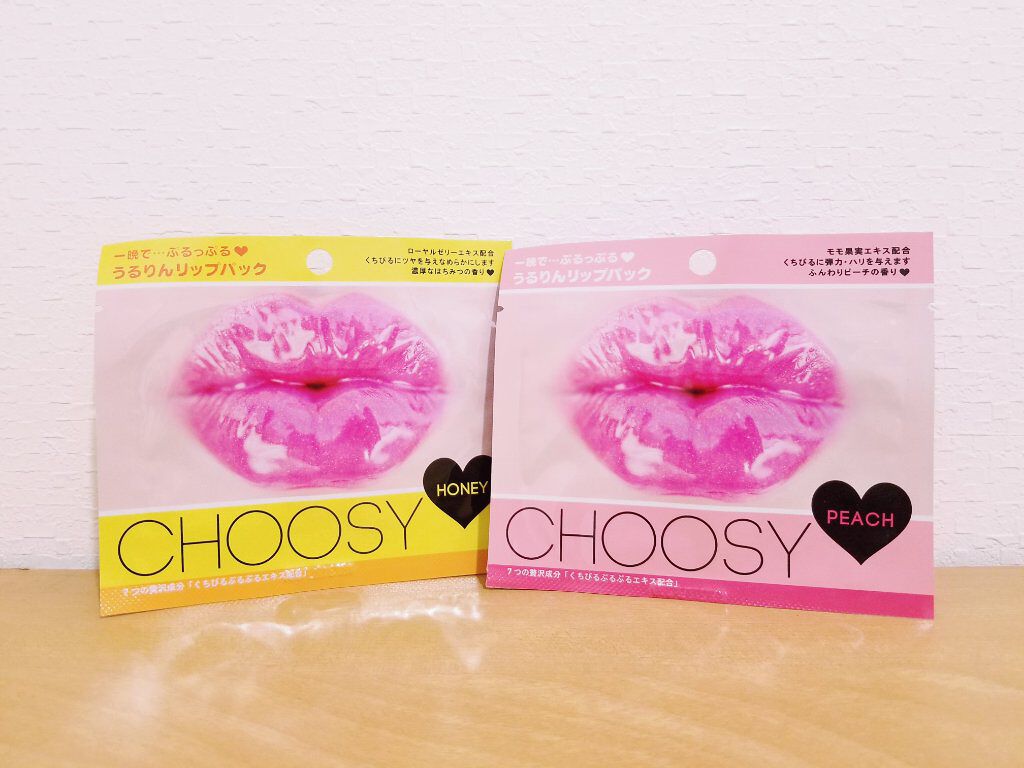 一晩で…ぷるっぷる♥
うるりんリップパック
ローヤルゼリーエキス配合
くちびるにツヤを与えなめらかにします
濃厚なはちみつの香り♥
HONEY
CHOOSY
7つの贅沢成分「くちびるぷるぷるエキス配合」
一晩で…ぷるっぷる♥
うるりんリップパック
モモ果実エキス配合
くちびるに弾力・ハリを与えます
ふんわりピーチの香り♥
PEACH
CHOOSY
7つの贅沢成分「くちびるぷるぷるエキス配合」